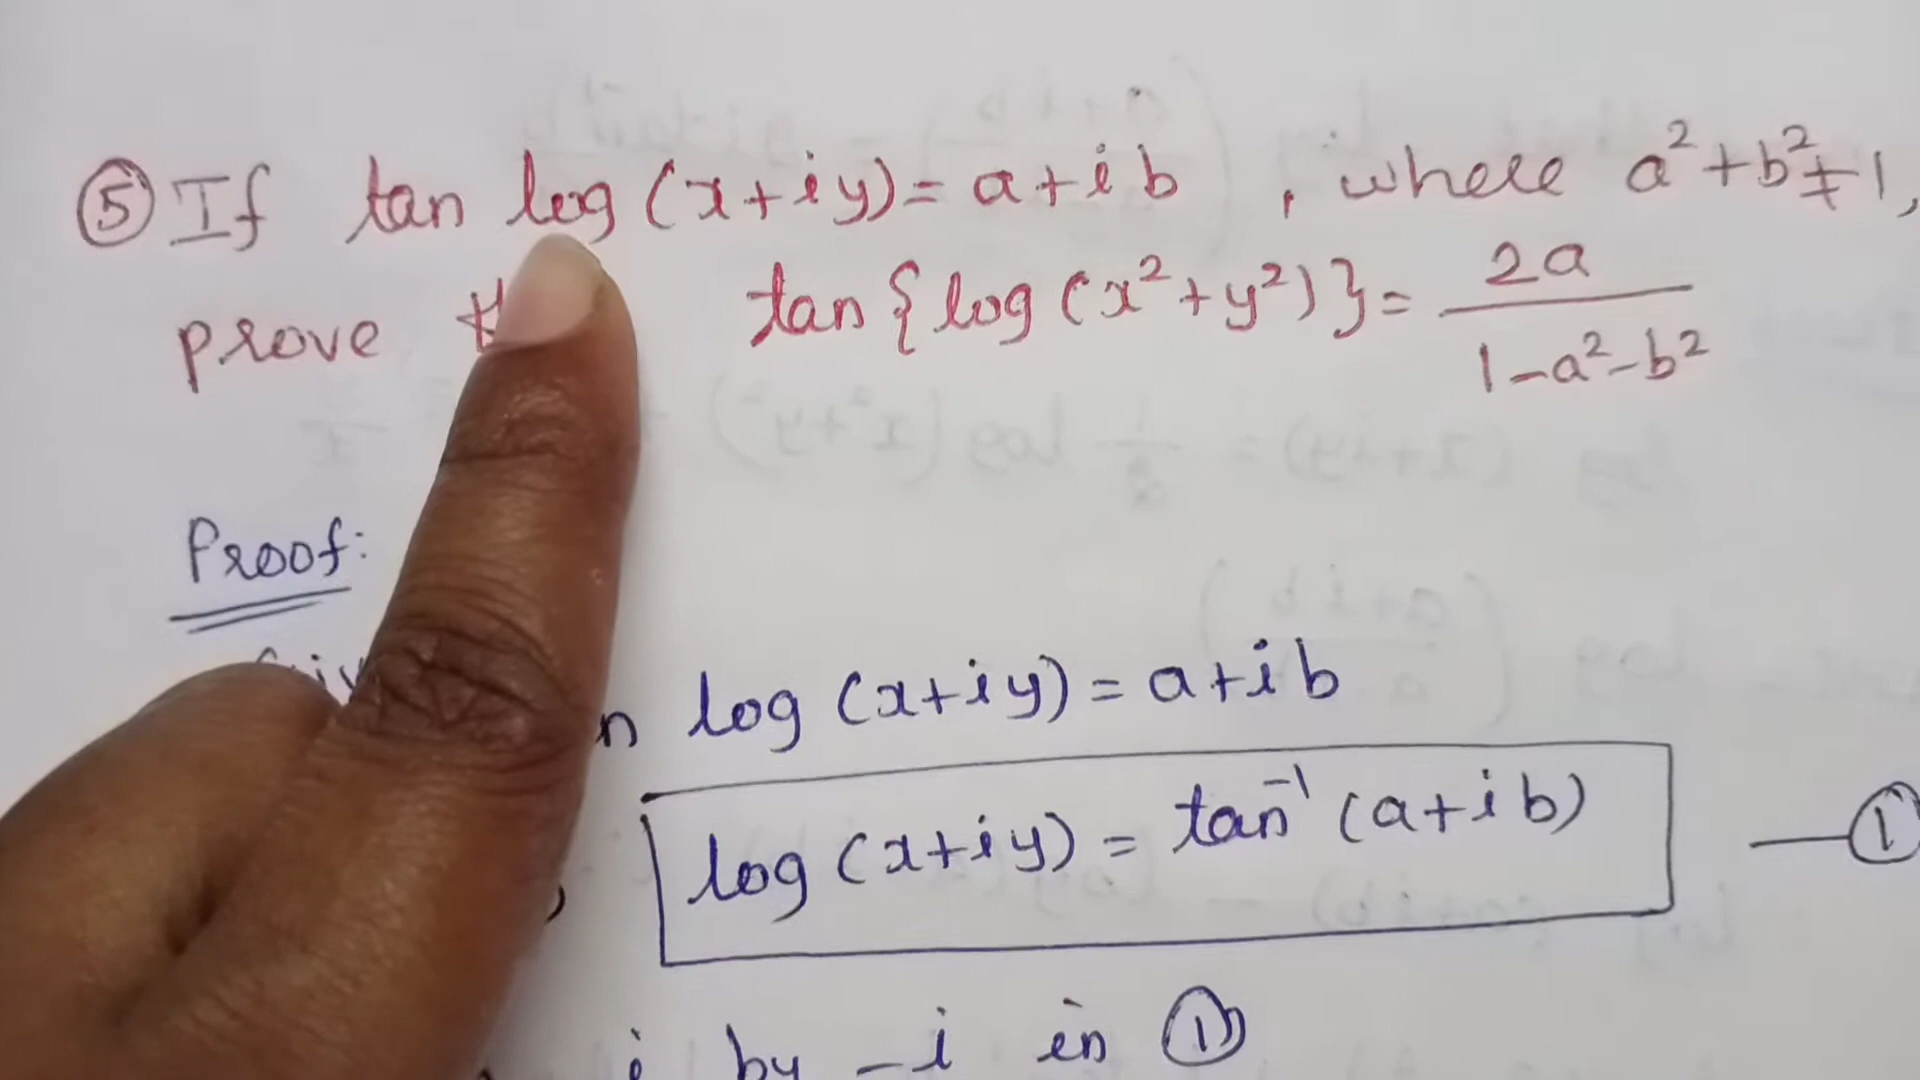 ⑤ If tan log (x+iy) = a+ib , where a²+b²≠1,
prove tan{log(x²+y²)} = 2a / 1-a²-b²
Proof:
log (x+iy) = a+ib
log (x+iy) = tan⁻¹ (a+ib) — ①
i by -i in ①